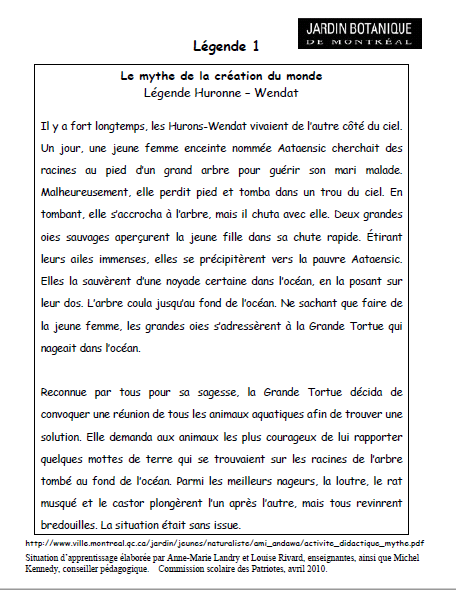 JARDIN BOTANIQUE
DE MONTRÉAL
Légende 1
Le mythe de la création du monde
Légende Huronne – Wendat
Il y a fort longtemps, les Hurons-Wendat vivaient de l'autre côté du ciel.
Un jour, une jeune femme enceinte nommée Aataensic cherchait des
racines au pied d'un grand arbre pour guérir son mari malade.
Malheureusement, elle perdit pied et tomba dans un trou du ciel. En
tombant, elle s'accrocha à l'arbre, mais il chuta avec elle. Deux grandes
oies sauvages aperçurent la jeune fille dans sa chute rapide. Étirant
leurs ailes immenses, elles se précipitèrent vers la pauvre Aataensic.
Elles la sauvèrent d'une noyade certaine dans l'océan, en la posant sur
leur dos. L'arbre coula jusqu'au fond de l'océan. Ne sachant que faire de
la jeune femme, les grandes oies s'adressèrent à la Grande Tortue qui
nageait dans l'océan.
Reconnue par tous pour sa sagesse, la Grande Tortue décida de
convoquer une réunion de tous les animaux aquatiques afin de trouver une
solution. Elle demanda aux animaux les plus courageux de lui rapporter
quelques mottes de terre qui se trouvaient sur les racines de l'arbre
tombé au fond de l'océan. Parmi les meilleurs nageurs, la loutre, le rat
musqué et le castor plongèrent l'un après l'autre, mais tous revinrent
bredouilles. La situation était sans issue.
http://www.ville.montreal.qc.ca/jardin/jeunes/naturaliste/ami_andawa/activite_didactique_mythe.pdf
Situation d'apprentissage élaborée par Anne-Marie Landry et Louise Rivard, enseignantes, ainsi que Michel
Kennedy, conseiller pédagogique. Commission scolaire des Patriotes, avril 2010.